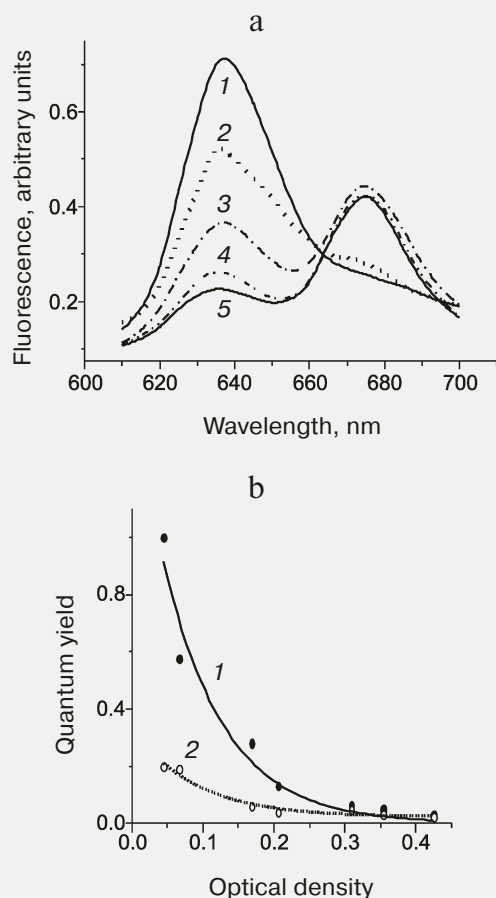 a
Fluorescence, arbitrary units
0.6
0.4
0.2
1
2
3
4
5
600 620 640 660 680 700
Wavelength, nm
b
Quantum yield
0.8
0.4
0.0
1
2
0.0 0.1 0.2 0.3 0.4
Optical density